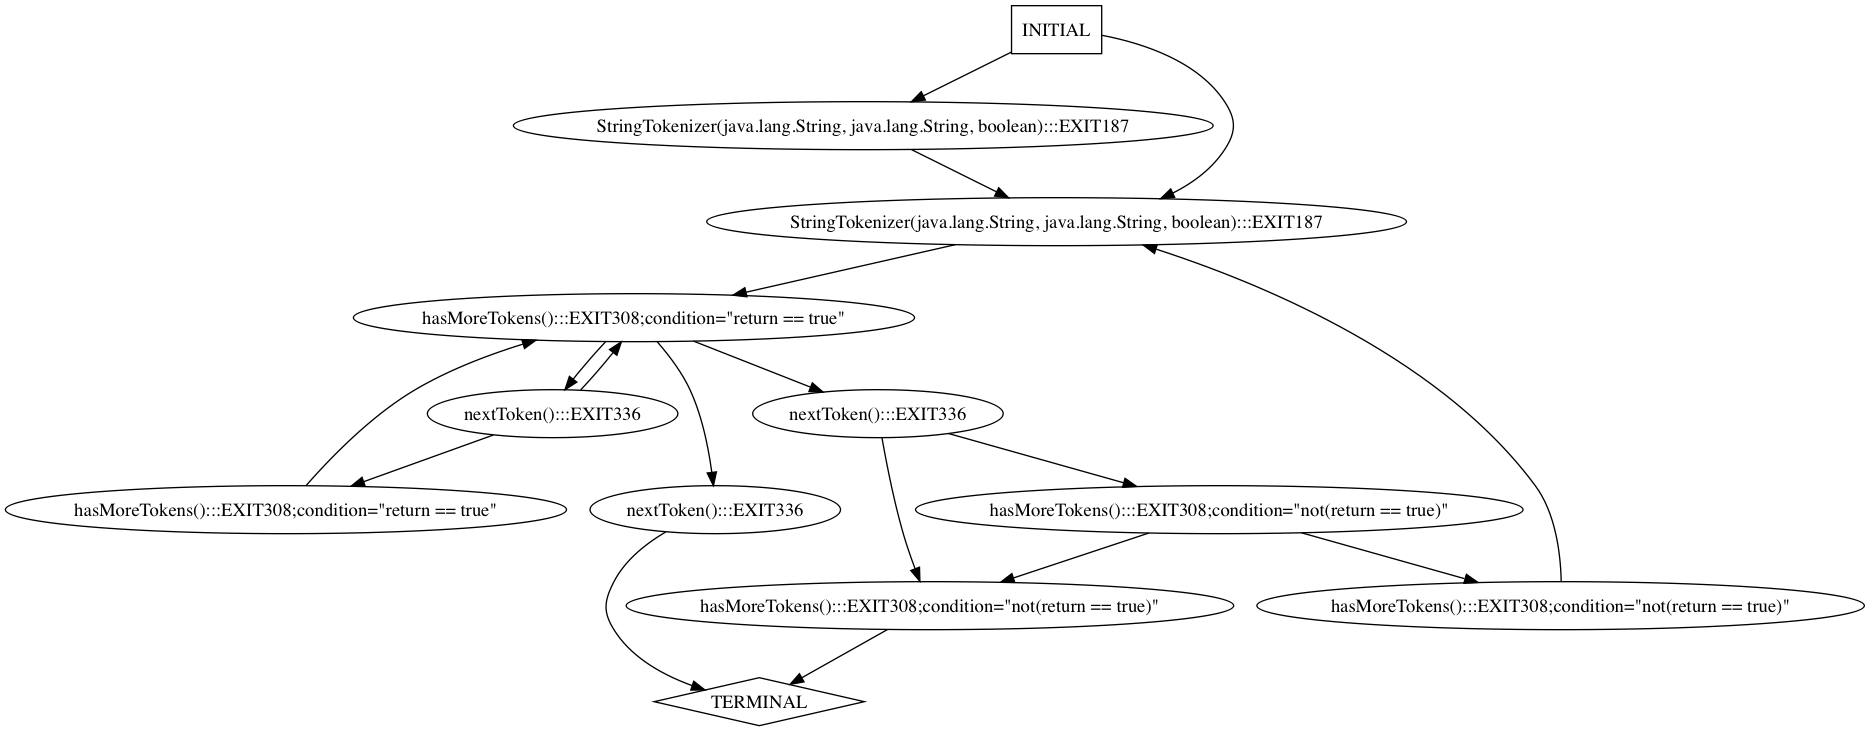 INITIAL
StringTokenizer(java.lang.String, java.lang.String, boolean):::EXIT187
StringTokenizer(java.lang.String, java.lang.String, boolean):::EXIT187
hasMoreTokens():::EXIT308;condition="return == true"
nextToken():::EXIT336
nextToken():::EXIT336
hasMoreTokens():::EXIT308;condition="return == true"
nextToken():::EXIT336
hasMoreTokens():::EXIT308;condition="not(return == true)"
hasMoreTokens():::EXIT308;condition="not(return == true)"
hasMoreTokens():::EXIT308;condition="not(return == true)"
TERMINAL